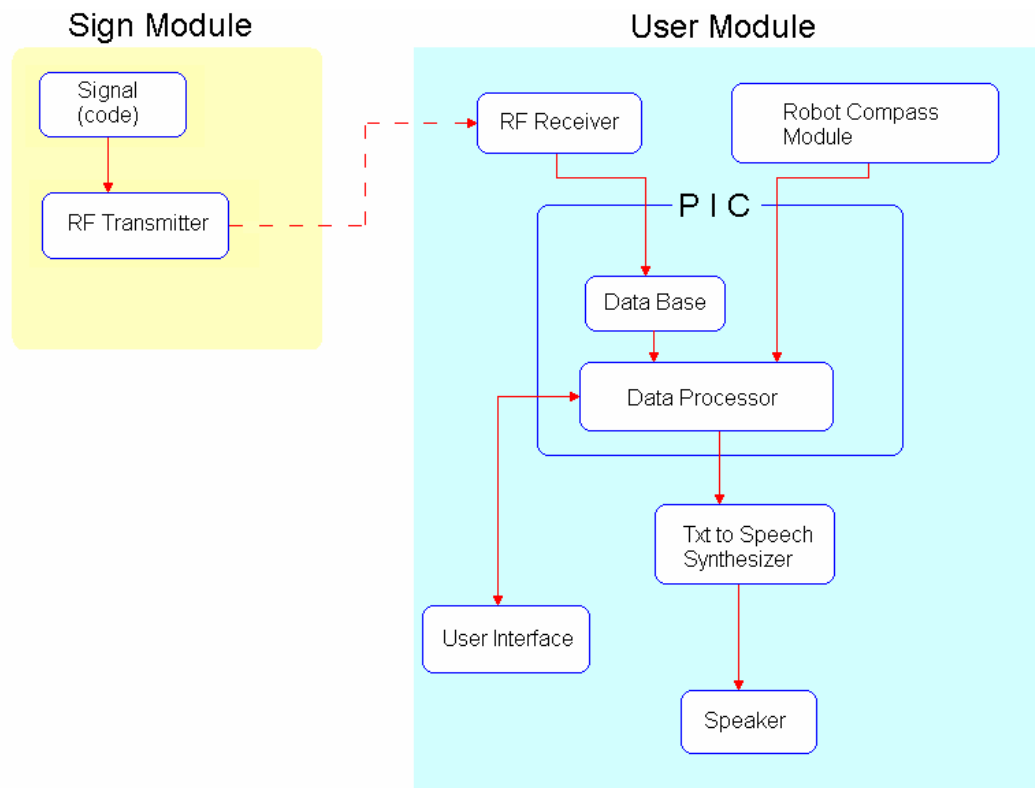 Sign Module
User Module
Signal
(code)
RF Transmitter
RF Receiver
Robot Compass
Module
P I C
Data Base
Data Processor
Txt to Speech
Synthesizer
User Interface
Speaker